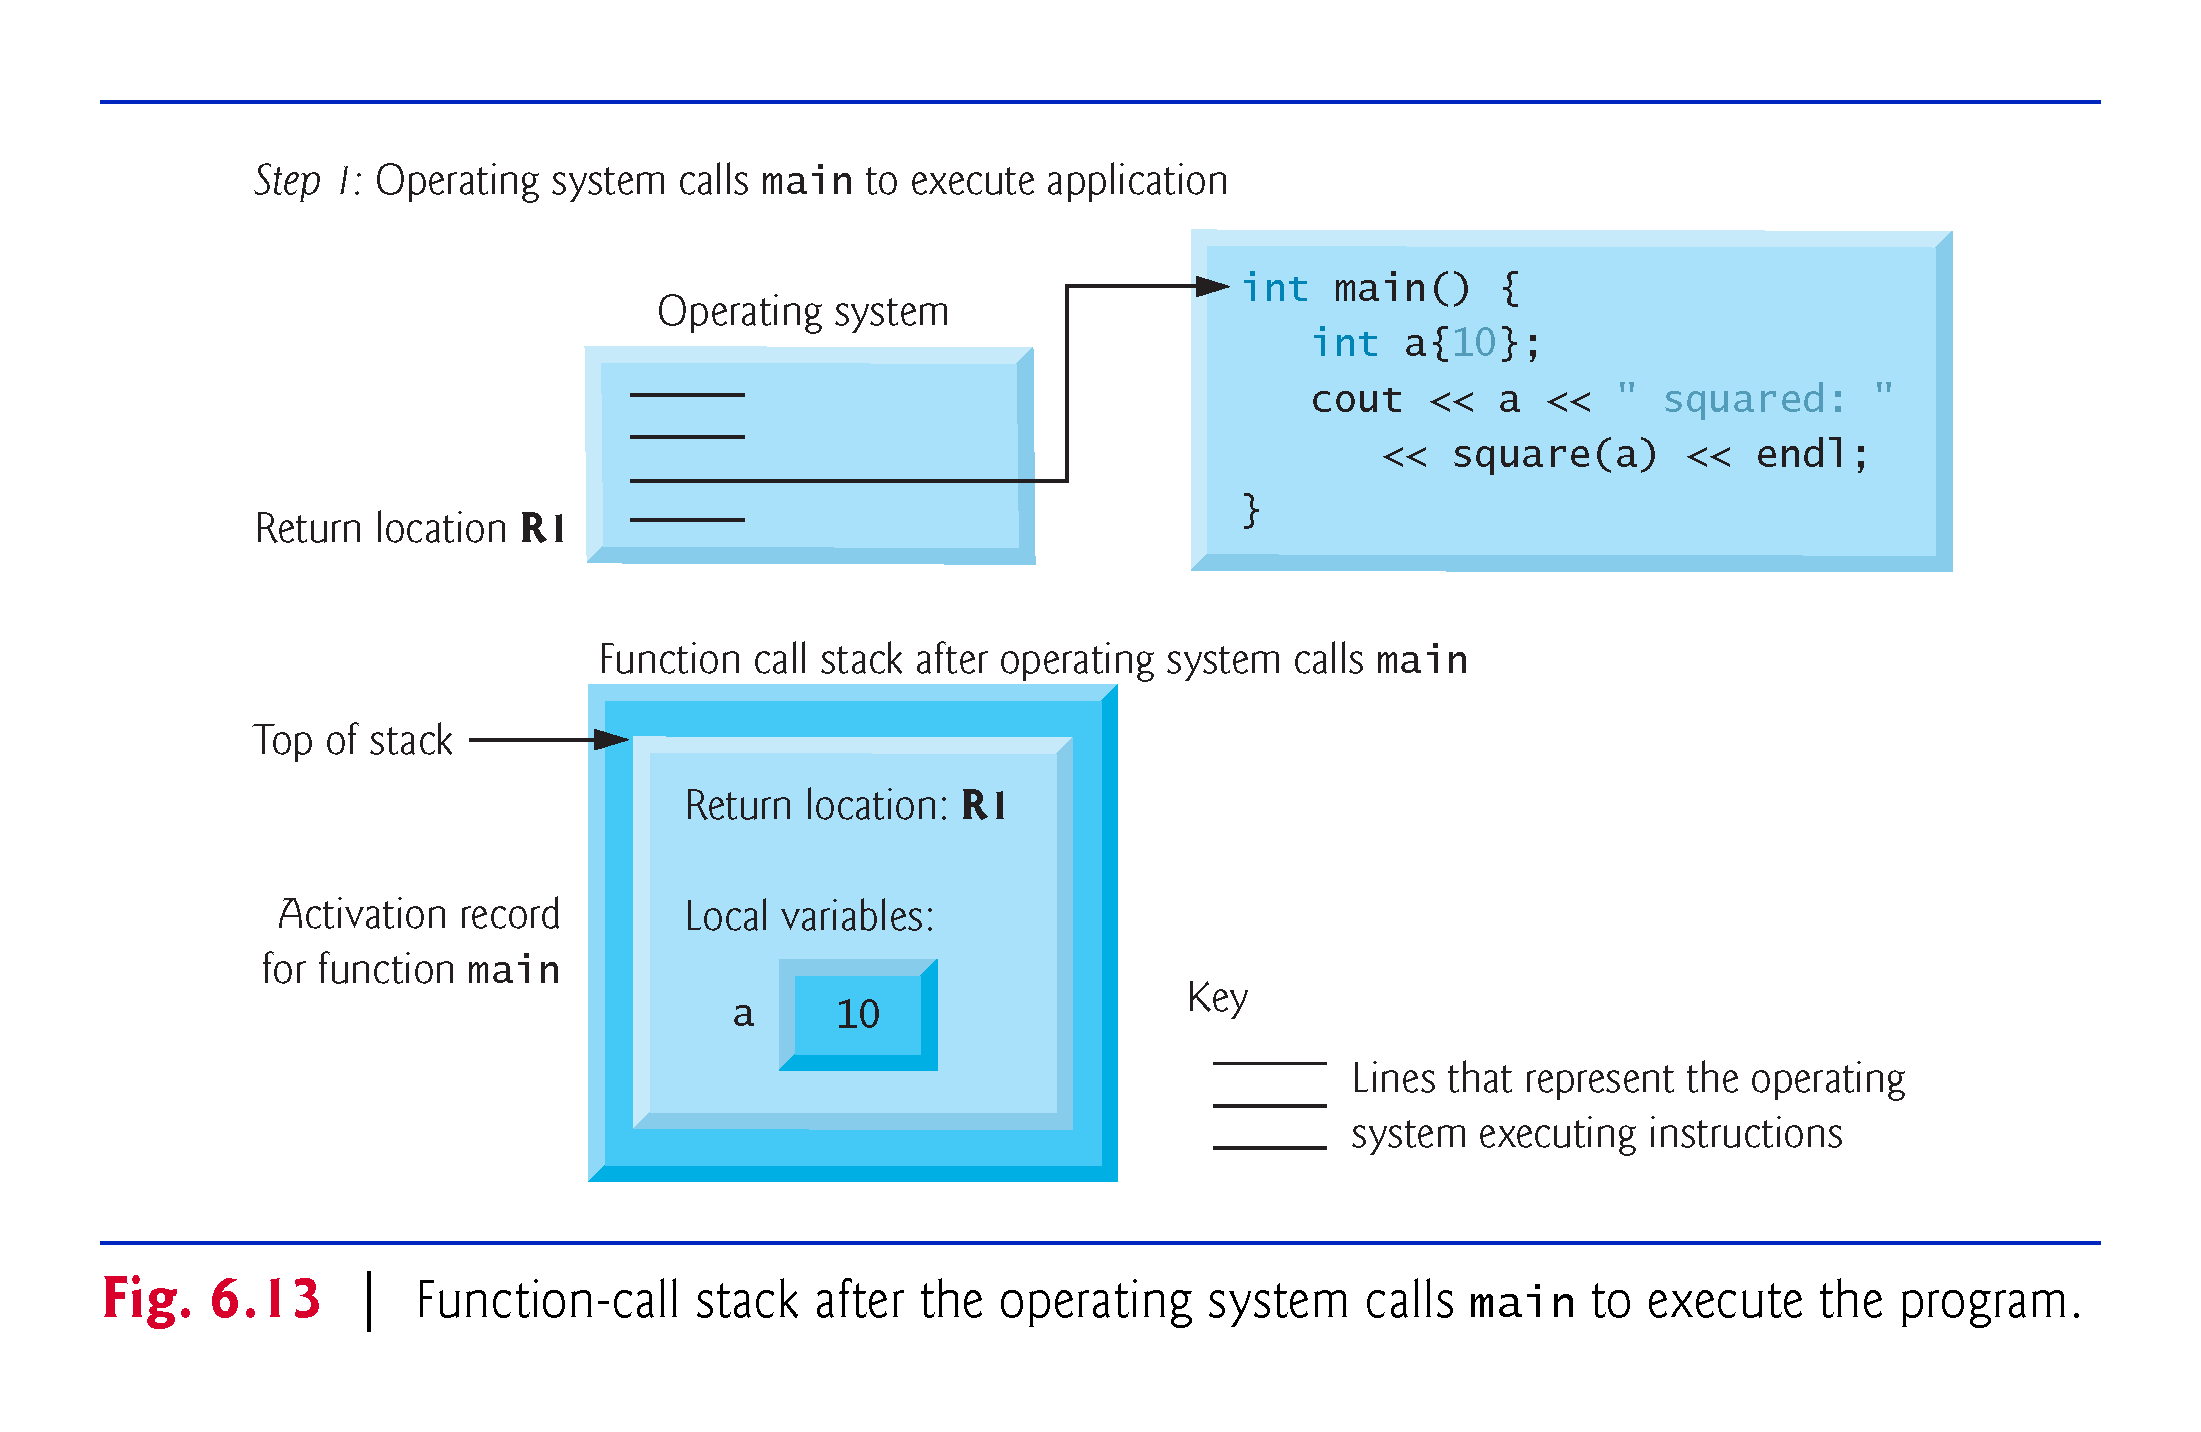 Step 1: Operating system calls main to execute application
Operating system
Return location R1
int main() {
int a{10};
cout << a << " squared: "
<< square(a) << endl;
}
Function call stack after operating system calls main
Top of stack
Return location: R1
Activation record
for function main
Local variables:
a
10
Key
Lines that represent the operating
system executing instructions
Fig. 6.13 | Function-call stack after the operating system calls main to execute the program.